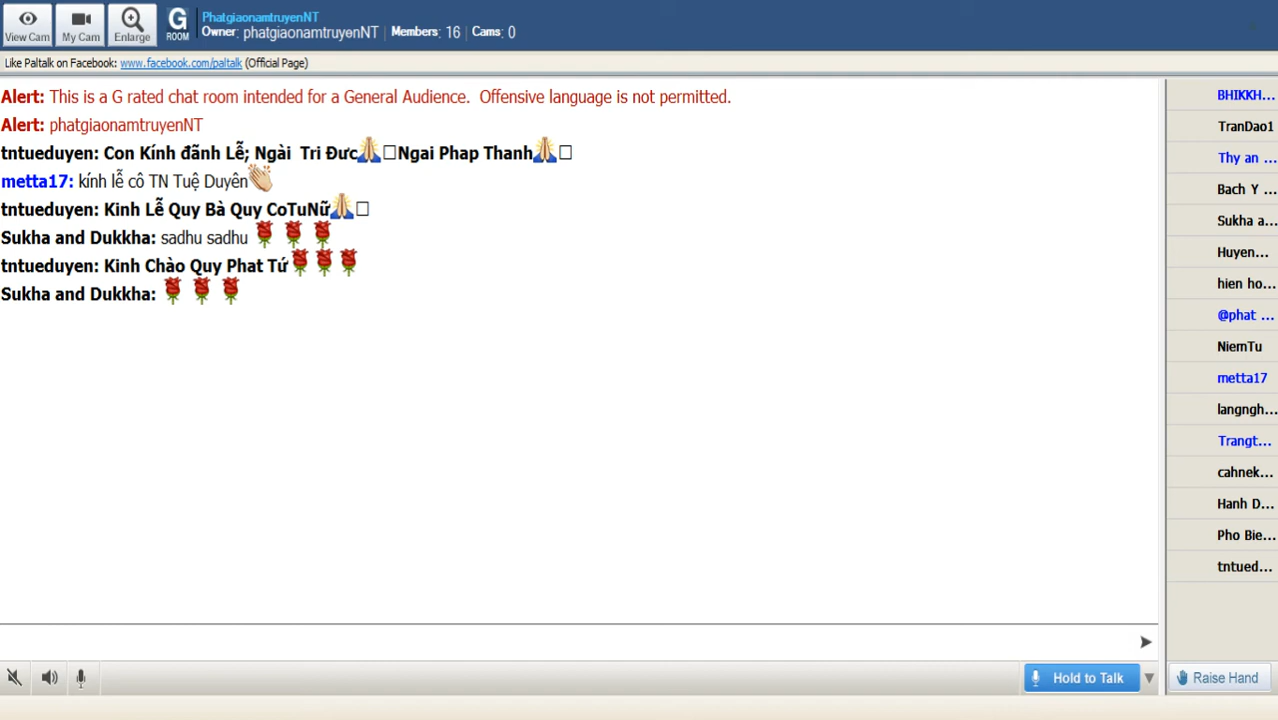 PhatgiaonamtruyenNT
Owner: phatgiaonamtruyenNT Members: 16 Cams: 0
View Cam My Cam Enlarge G ROOM
Like Paltalk on Facebook: www.facebook.com/paltalk (Official Page)
Alert: This is a G rated chat room intended for a General Audience. Offensive language is not permitted.
Alert: phatgiaonamtruyenNT
tntueduyen: Con Kính đãnh Lễ; Ngài Tri Đưc🙏□Ngai Phap Thanh🙏□
metta17: kính lễ cô TN Tuệ Duyên👏
tntueduyen: Kinh Lễ Quy Bà Quy CoTuNữ🙏□
Sukha and Dukkha: sadhu sadhu 🌹 🌹 🌹
tntueduyen: Kinh Chào Quy Phat Tứ🌹 🌹 🌹
Sukha and Dukkha: 🌹 🌹 🌹
BHIKKH...
TranDao1
Thy an ...
Bach Y ...
Sukha a...
Huyen...
hien ho...
@phat ...
NiemTu
metta17
langngh...
Trangt...
cahnek...
Hanh D...
Pho Bie...
tntued...
Hold to Talk
Raise Hand